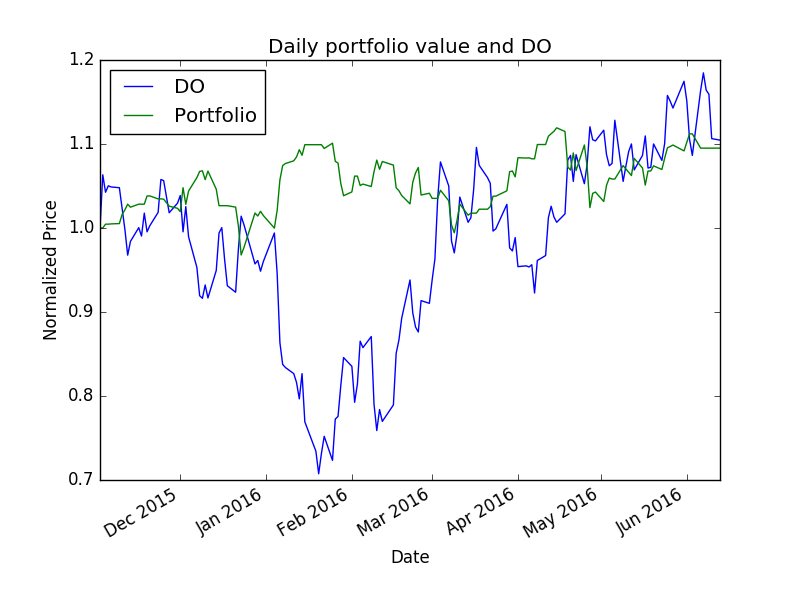 Daily portfolio value and DO
DO
Portfolio
1.2
1.1
1.0
0.9
0.8
0.7
Normalized Price
Dec 2015
Jan 2016
Feb 2016
Mar 2016
Apr 2016
May 2016
Jun 2016
Date